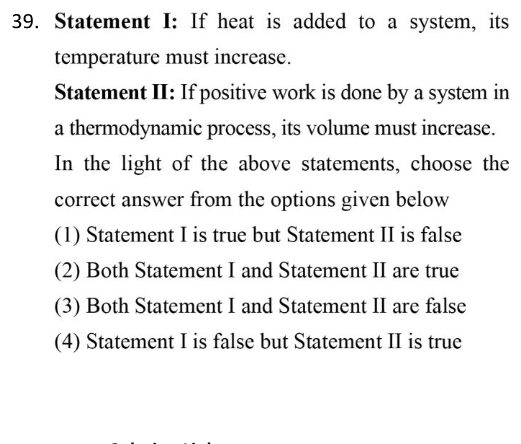 39. Statement I: If heat is added to a system, its
temperature must increase.
Statement II: If positive work is done by a system in
a thermodynamic process, its volume must increase.
In the light of the above statements, choose the
correct answer from the options given below
(1) Statement I is true but Statement II is false
(2) Both Statement I and Statement II are true
(3) Both Statement I and Statement II are false
(4) Statement I is false but Statement II is true